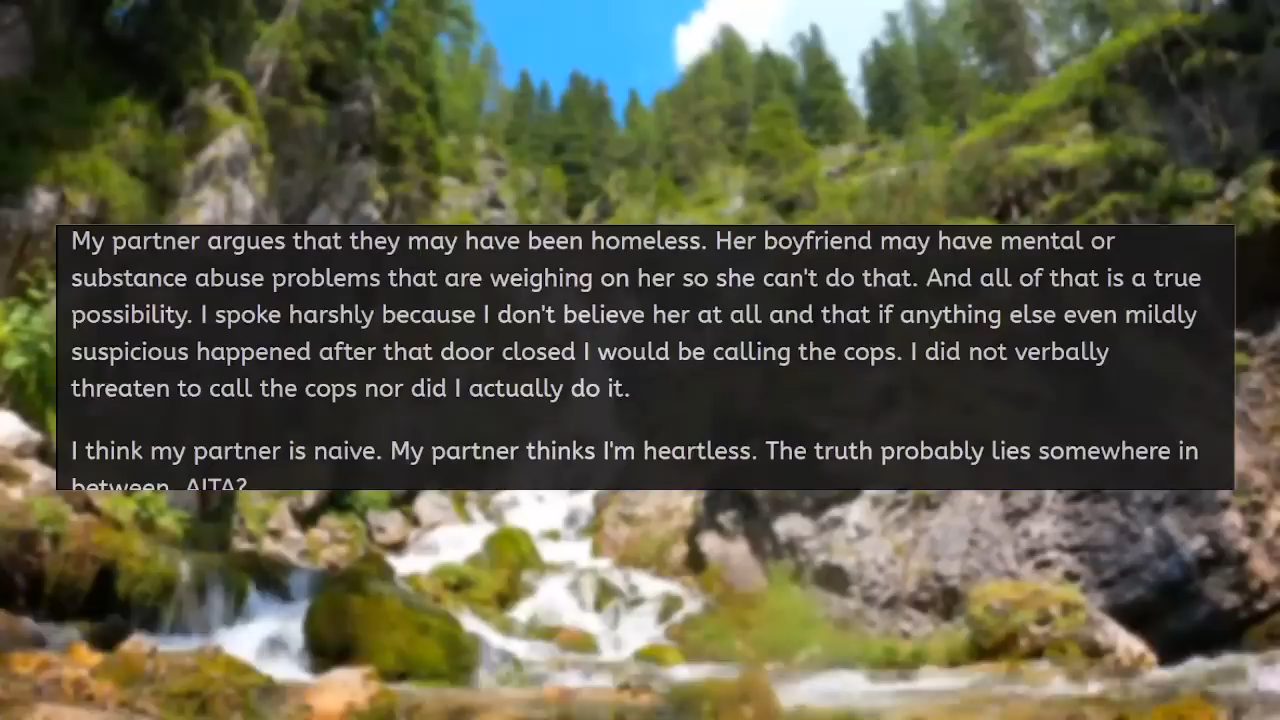 My partner argues that they may have been homeless. Her boyfriend may have mental or
substance abuse problems that are weighing on her so she can't do that. And all of that is a true
possibility. I spoke harshly because I don't believe her at all and that if anything else even mildly
suspicious happened after that door closed I would be calling the cops. I did not verbally
threaten to call the cops nor did I actually do it.
I think my partner is naive. My partner thinks I'm heartless. The truth probably lies somewhere in
between. AITA?